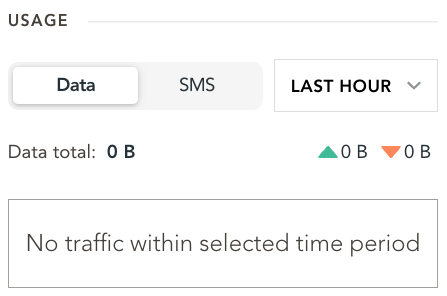 USAGE
Data SMS LAST HOUR
Data total: 0 B 0 B 0 B
No traffic within selected time period